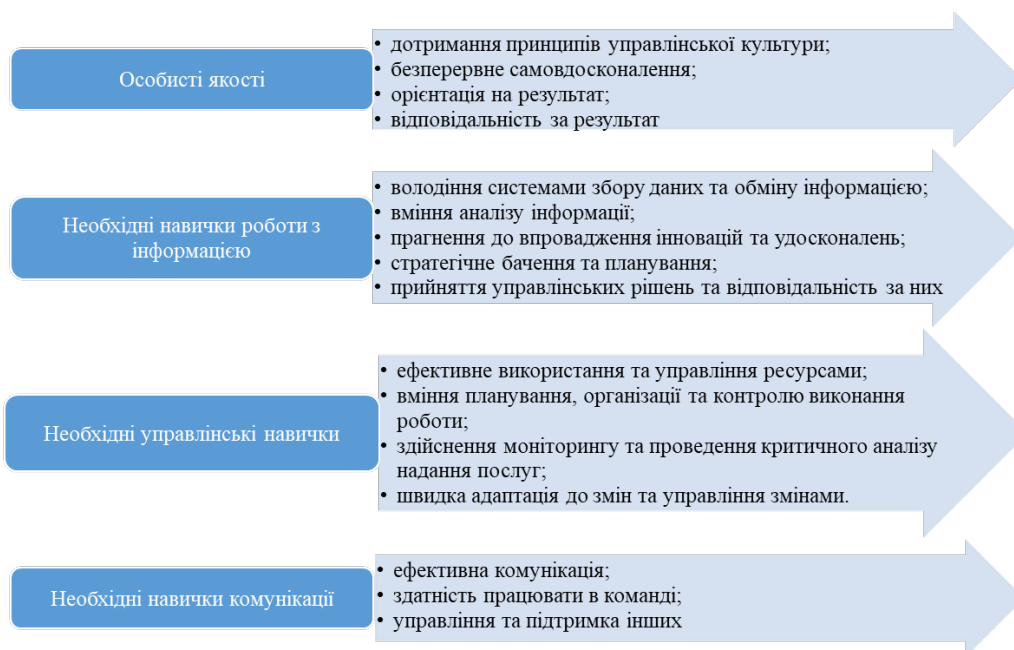 Особисті якості
• дотримання принципів управлінської культури;
• безперервне самовдосконалення;
• орієнтація на результат;
• відповідальність за результат
Необхідні навички роботи з
інформацією
• володіння системами збору даних та обміну інформацією;
• вміння аналізу інформації;
• прагнення до впровадження інновацій та удосконалень;
• стратегічне бачення та планування;
• прийняття управлінських рішень та відповідальність за них
Необхідні управлінські навички
• ефективне використання та управління ресурсами;
• вміння планування, організації та контролю виконання
роботи;
• здійснення моніторингу та проведення критичного аналізу
надання послуг;
• швидка адаптація до змін та управління змінами.
Необхідні навички комунікації
• ефективна комунікація;
• здатність працювати в команді;
• управління та підтримка інших